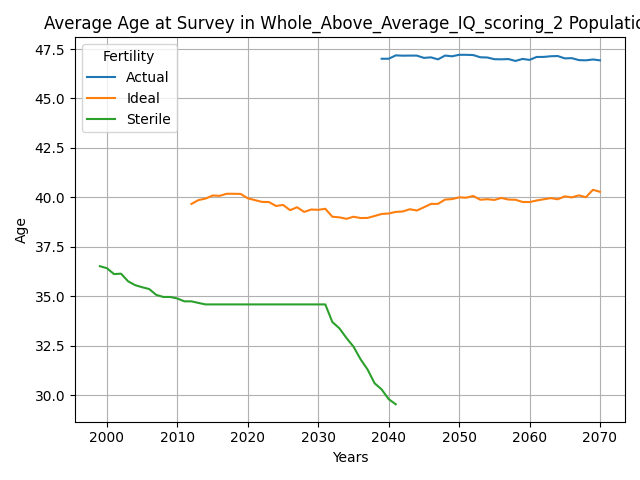 Average Age at Survey in Whole_Above_Average_IQ_scoring_2 Populatio
Fertility
Actual
Ideal
Sterile
47.5
45.0
42.5
40.0
37.5
35.0
32.5
30.0
Age
2000 2010 2020 2030 2040 2050 2060 2070
Years